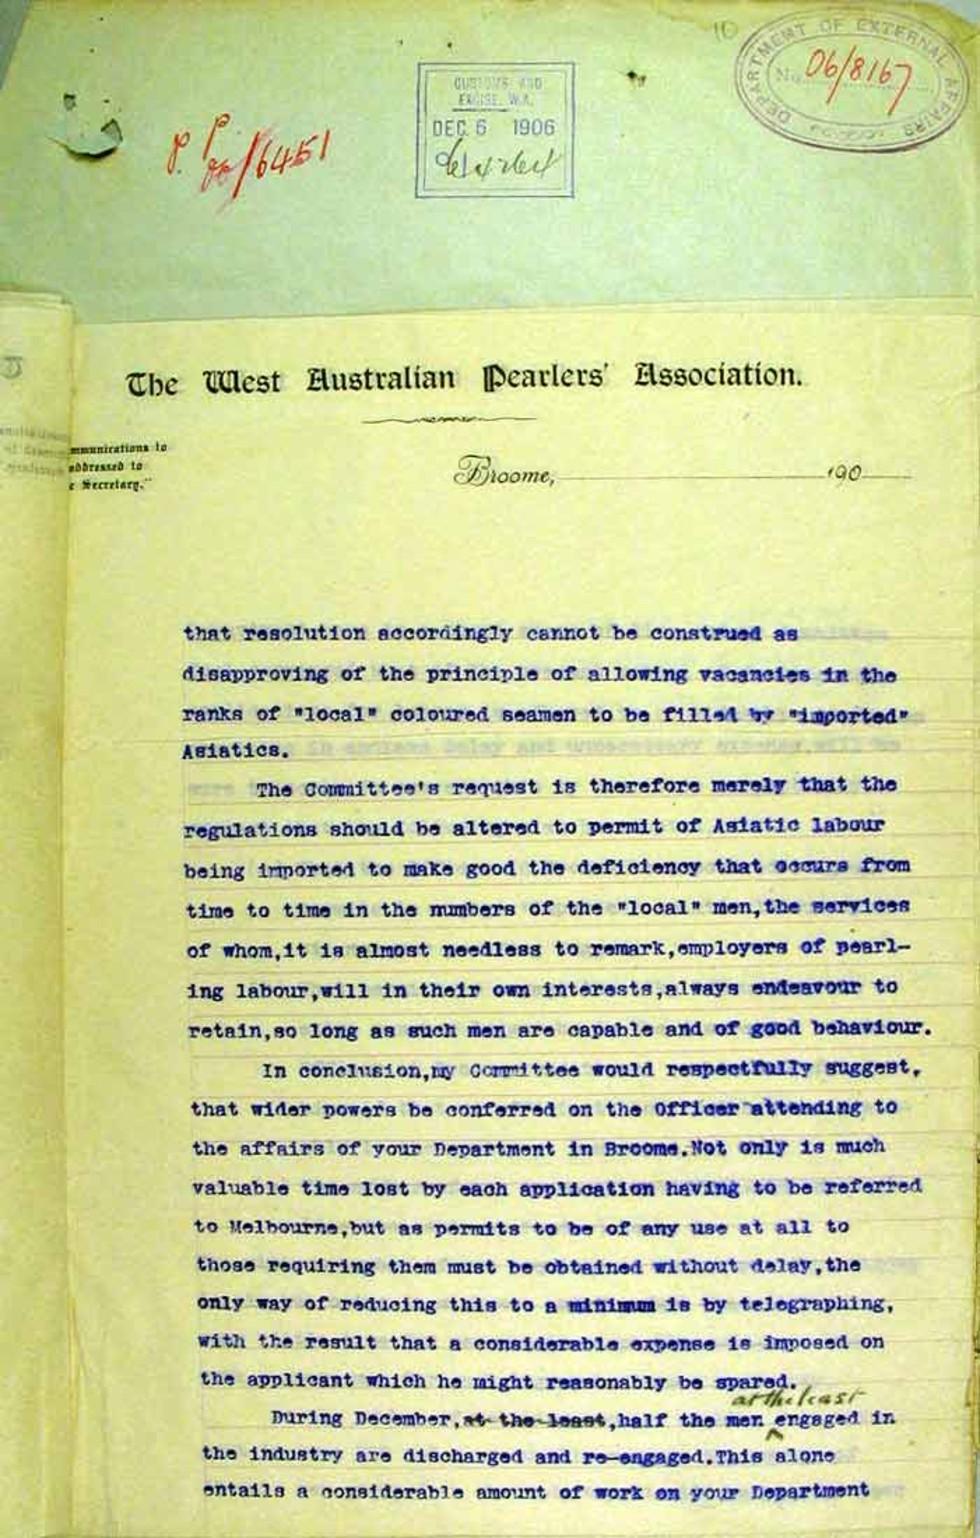 10
DEPARTMENT OF EXTERNAL AFFAIRS
No. 06/8167
CUSTOMS AND
EXCISE, W.A.
DEC. 6 1906
P. P.
06/6451
The West Australian Pearlers' Association.
mmunications to
addressed to
e Secretary."
Broome, 190
that resolution accordingly cannot be construed as
disapproving of the principle of allowing vacancies in the
ranks of "local" coloured seamen to be filled by "imported"
Asiatics.
The Committee's request is therefore merely that the
regulations should be altered to permit of Asiatic labour
being imported to make good the deficiency that occurs from
time to time in the numbers of the "local" men,the services
of whom,it is almost needless to remark,employers of pearl-
ing labour,will in their own interests,always endeavour to
retain,so long as such men are capable and of good behaviour.
In conclusion,my Committee would respectfully suggest,
that wider powers be conferred on the Officer attending to
the affairs of your Department in Broome.Not only is much
valuable time lost by each application having to be referred
to Melbourne,but as permits to be of any use at all to
those requiring them must be obtained without delay,the
only way of reducing this to a minimum is by telegraphing,
with the result that a considerable expense is imposed on
the applicant which he might reasonably be spared.
at the least
During December,at the least,half the men engaged in
the industry are discharged and re-engaged.This alone
entails a considerable amount of work on your Department